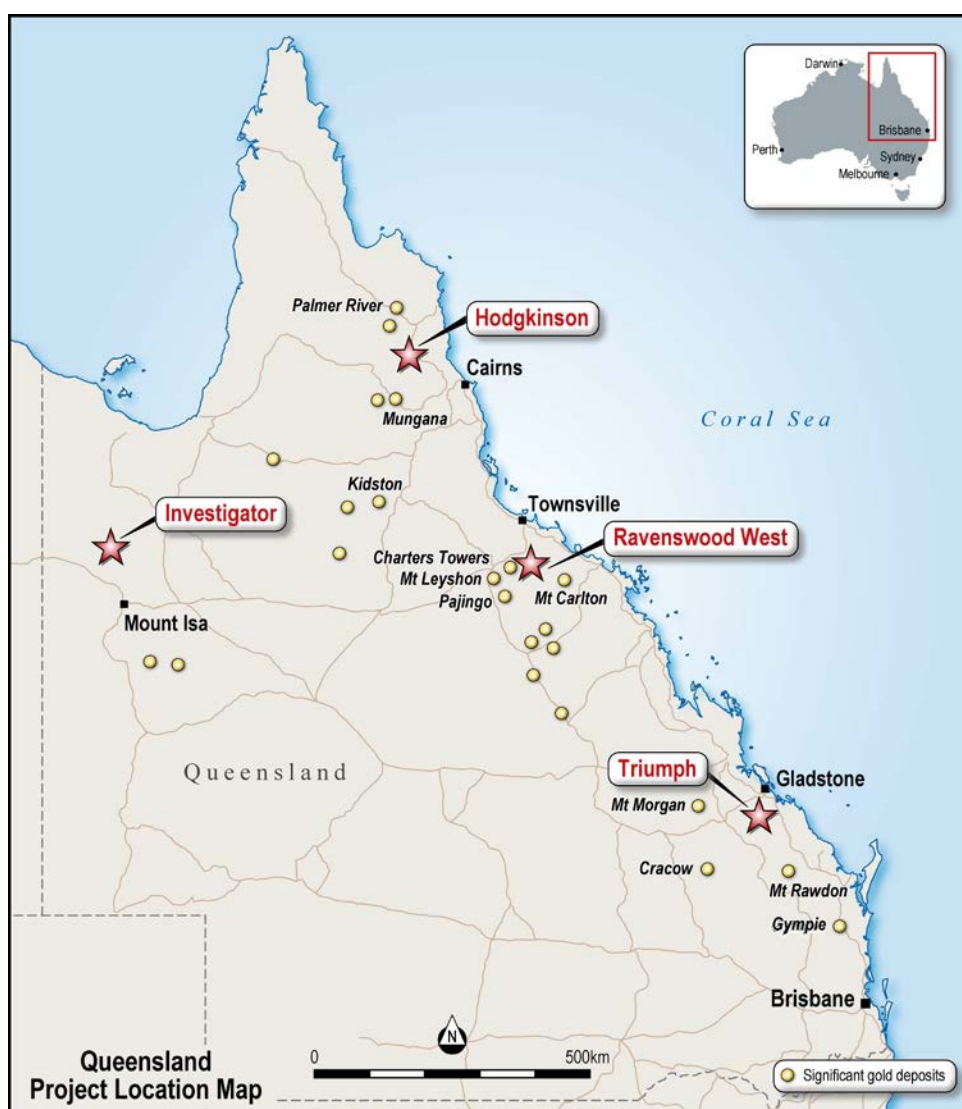 Darwin
Brisbane
Perth
Sydney
Melbourne
Palmer River
Hodgkinson
Cairns
Mungana
Coral Sea
Kidston
Investigator
Townsville
Ravenswood West
Charters Towers
Mt Leyshon
Pajingo
Mt Carlton
Mount Isa
Queensland
Triumph
Gladstone
Mt Morgan
Cracow
Mt Rawdon
Gympie
Brisbane
N
0
500km
Queensland
Project Location Map
Significant gold deposits